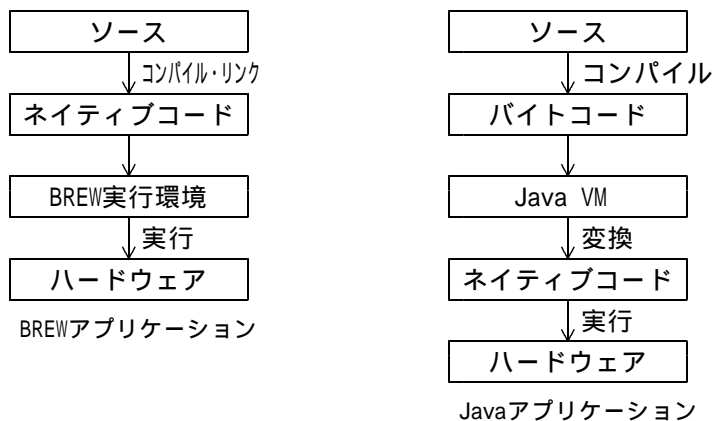 ソース
コンパイル・リンク
ネイティブコード
BREW実行環境
実行
ハードウェア
BREWアプリケーション
ソース
コンパイル
バイトコード
Java VM
変換
ネイティブコード
実行
ハードウェア
Javaアプリケーション